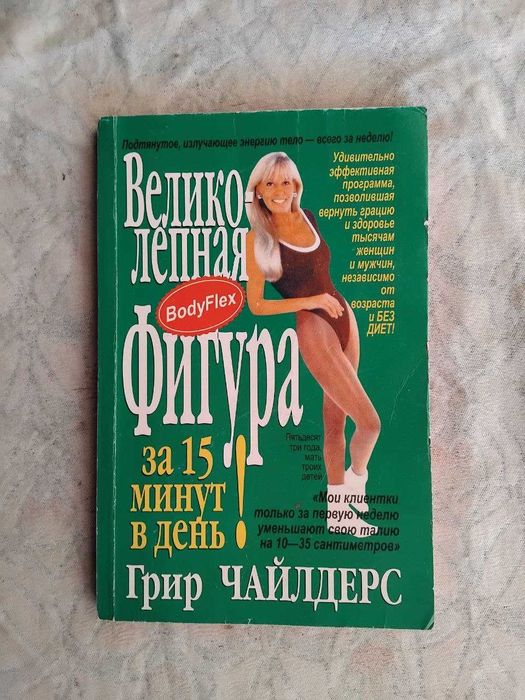 Подтянутое, излучающее энергию тело — всего за неделю!
Велико-
лепная
BodyFlex
Фигура
за 15
минут
в день!
Удивительно
эффективная
программа,
позволившая
вернуть грацию
и здоровье
тысячам
женщин
и мужчин,
независимо
от
возраста
и БЕЗ
ДИЕТ!
Пятьдесят
три года,
мать
троих
детей
«Мои клиентки
только за первую неделю
уменьшают свою талию
на 10—35 сантиметров»
Грир ЧАЙЛДЕРС